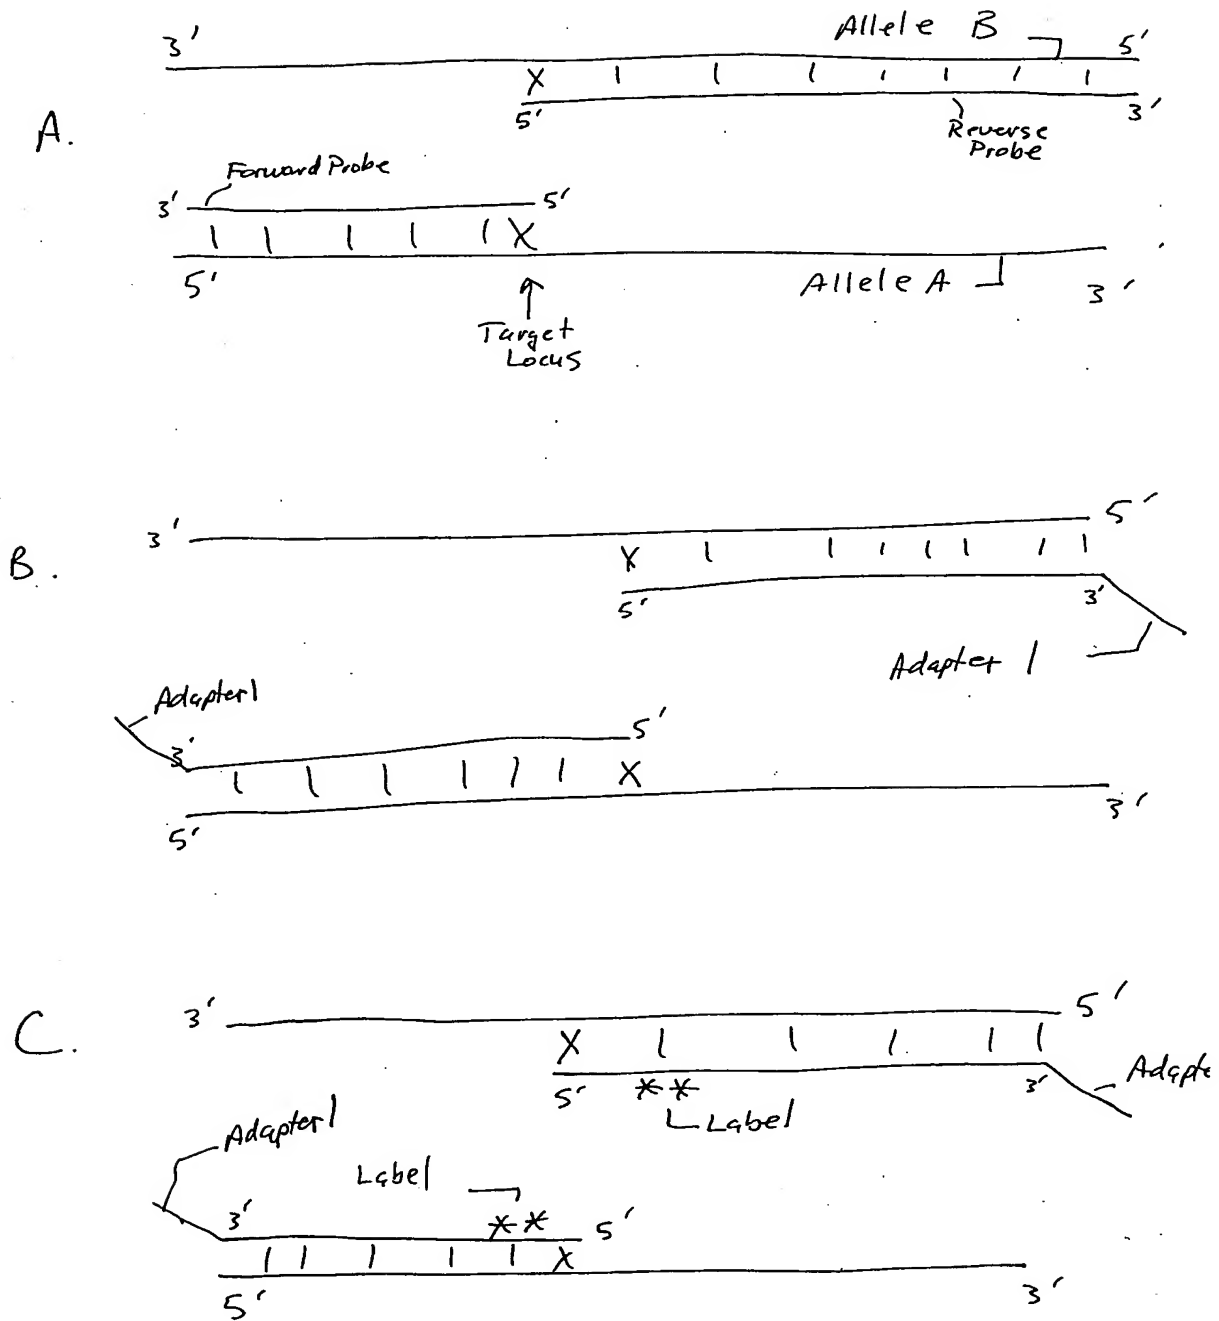 Allele B
3'
5'
X
5'
3'
A.
Reverse
Probe
Forward Probe
3'
5'
X
5'
Allele A
3'
Target
Locus
5'
3'
B.
X
5'
3'
Adapter 1
Adapter 1
5'
3'
X
5'
3'
3'
5'
C.
X
5'
**
3'
Adapte
Label
Adapter 1
Label
3'
**
5'
X
5'
3'